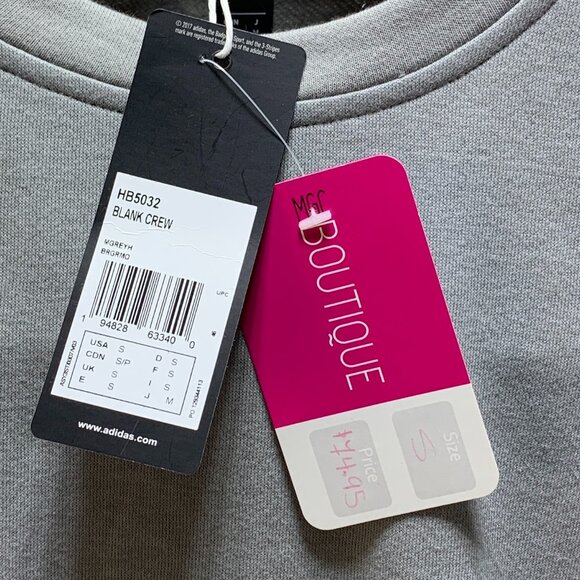 © 2017 adidas, the Badge of Sport, and the 3-Stripes
mark are registered trademarks of the adidas Group.
HB5032
BLANK CREW
MGREYH
BRGRMO
UPC
1 94828 63340 0
USA S D S
CDN S/P F S
UK S I S
E S J M
www.adidas.com
MGC
BOUTIQUE
Size
S
Price
$44.95